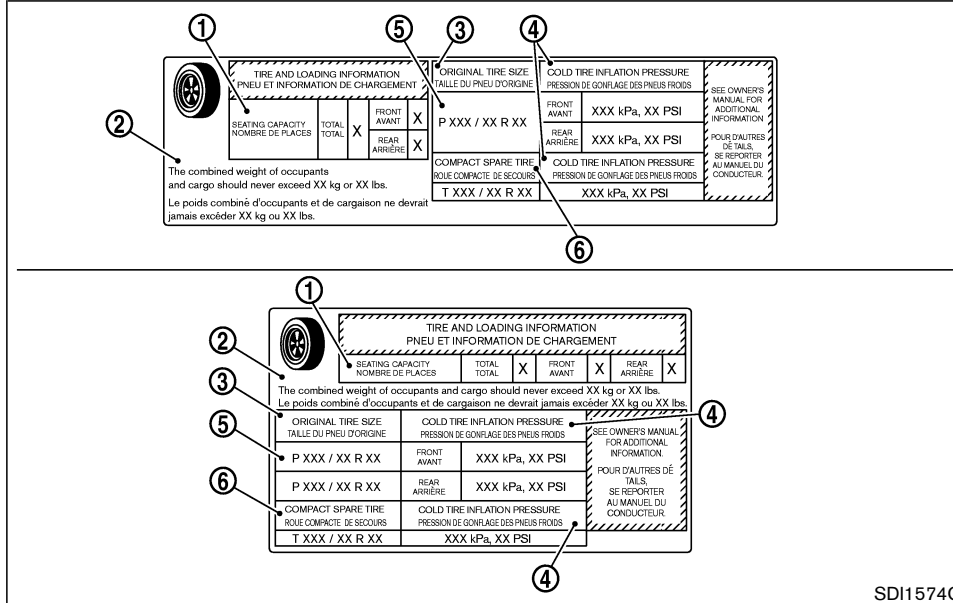 ①
⑤
③
④
②
TIRE AND LOADING INFORMATION
PNEU ET INFORMATION DE CHARGEMENT
SEATING CAPACITY
NOMBRE DE PLACES
TOTAL
TOTAL
X
FRONT
AVANT
X
REAR
ARRIÈRE
X
The combined weight of occupants
and cargo should never exceed XX kg or XX lbs.
Le poids combiné d'occupants et de cargaison ne devrait
jamais excéder XX kg ou XX lbs.
ORIGINAL TIRE SIZE
TAILLE DU PNEU D'ORIGINE
COLD TIRE INFLATION PRESSURE
PRESSION DE GONFLAGE DES PNEUS FROIDS
P XXX / XX R XX
FRONT
AVANT
XXX kPa, XX PSI
REAR
ARRIÈRE
XXX kPa, XX PSI
COMPACT SPARE TIRE
ROUE COMPACTE DE SECOURS
COLD TIRE INFLATION PRESSURE
PRESSION DE GONFLAGE DES PNEUS FROIDS
T XXX / XX R XX
XXX kPa, XX PSI
SEE OWNER'S
MANUAL FOR
ADDITIONAL
INFORMATION
POUR D'AUTRES
DÉ TAILS,
SE REPORTER
AU MANUEL DU
CONDUCTEUR.
⑥
①
②
③
⑤
⑥
④
④
TIRE AND LOADING INFORMATION
PNEU ET INFORMATION DE CHARGEMENT
SEATING CAPACITY
NOMBRE DE PLACES
TOTAL
TOTAL
X
FRONT
AVANT
X
REAR
ARRIÈRE
X
The combined weight of occupants and cargo should never exceed XX kg or XX lbs.
Le poids combiné d'occupants et de cargaison ne devrait jamais excéder XX kg ou XX lbs.
ORIGINAL TIRE SIZE
TAILLE DU PNEU D'ORIGINE
COLD TIRE INFLATION PRESSURE
PRESSION DE GONFLAGE DES PNEUS FROIDS
P XXX / XX R XX
FRONT
AVANT
XXX kPa, XX PSI
P XXX / XX R XX
REAR
ARRIÈRE
XXX kPa, XX PSI
COMPACT SPARE TIRE
ROUE COMPACTE DE SECOURS
COLD TIRE INFLATION PRESSURE
PRESSION DE GONFLAGE DES PNEUS FROIDS
T XXX / XX R XX
XXX kPa, XX PSI
SEE OWNER'S MANUAL
FOR ADDITIONAL
INFORMATION.
POUR D'AUTRES DÉ
TAILS,
SE REPORTER
AU MANUEL DU
CONDUCTEUR.